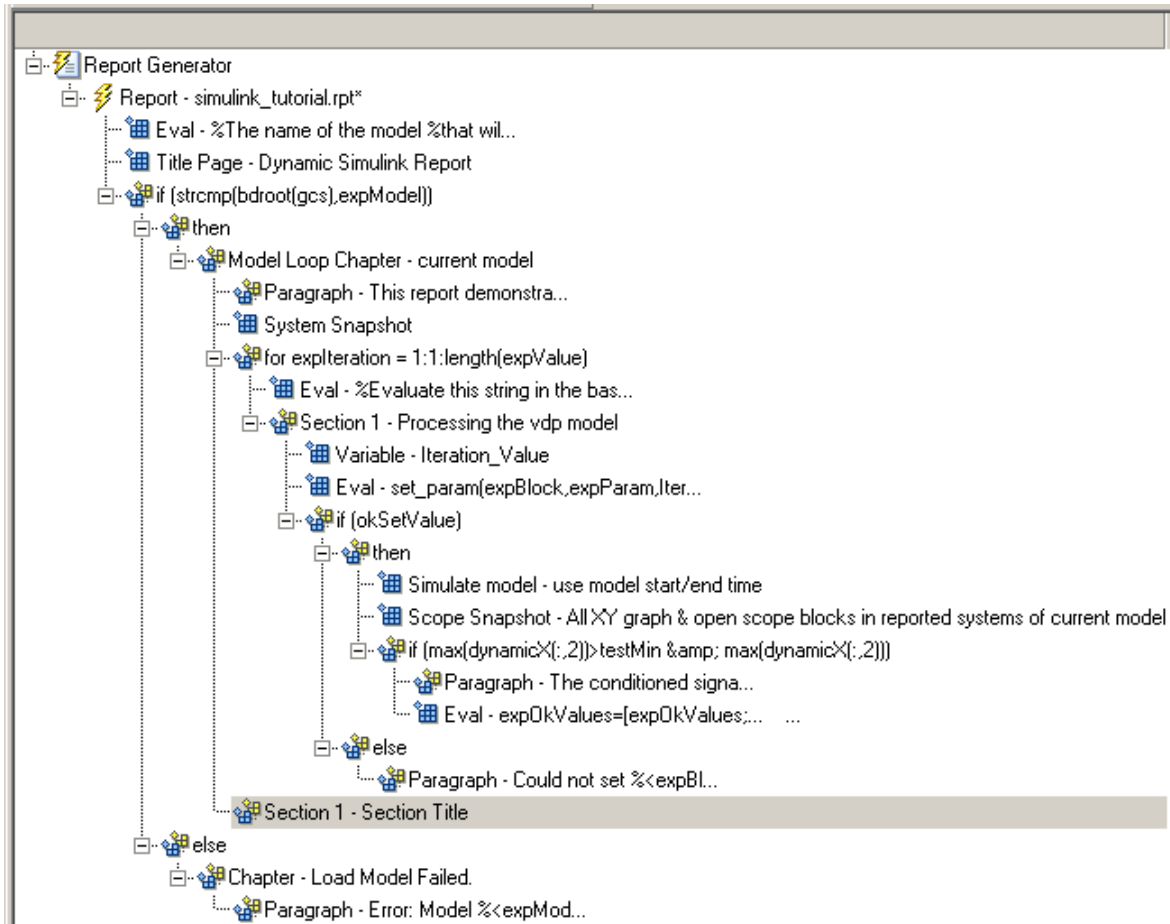 Report Generator
Report - simulink_tutorial.rpt*
Eval - %The name of the model %that wil...
Title Page - Dynamic Simulink Report
if (strcmp(bdroot(gcs),expModel))
then
Model Loop Chapter - current model
Paragraph - This report demonstra...
System Snapshot
for expIteration = 1:1:length(expValue)
Eval - %Evaluate this string in the bas...
Section 1 - Processing the vdp model
Variable - Iteration_Value
Eval - set_param(expBlock,expParam,Iter...
if (okSetValue)
then
Simulate model - use model start/end time
Scope Snapshot - All XY graph & open scope blocks in reported systems of current model
if (max(dynamicX(:,2))>testMin &amp; max(dynamicX(:,2)))
Paragraph - The conditioned signa...
Eval - expOkValues=[expOkValues;... ...
else
Paragraph - Could not set %<expBl...
Section 1 - Section Title
else
Chapter - Load Model Failed.
Paragraph - Error: Model %<expMod...